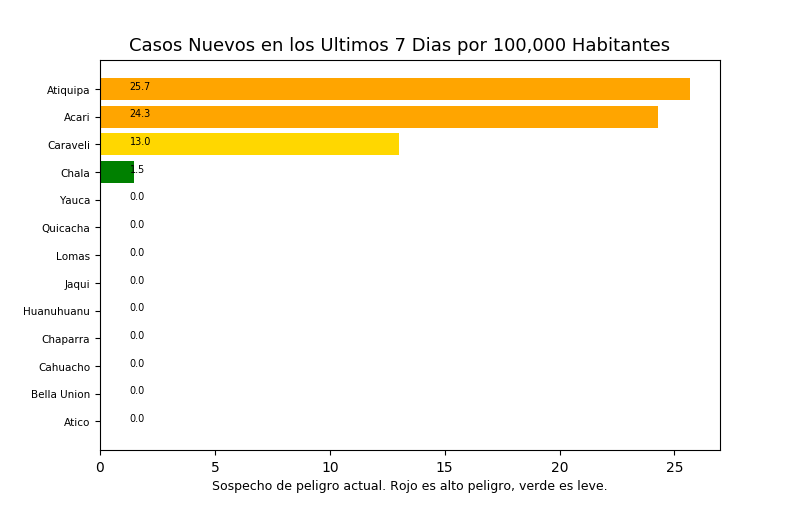 Casos Nuevos en los Ultimos 7 Dias por 100,000 Habitantes
Atiquipa 25.7
Acari 24.3
Caraveli 13.0
Chala 1.5
Yauca 0.0
Quicacha 0.0
Lomas 0.0
Jaqui 0.0
Huanuhuanu 0.0
Chaparra 0.0
Cahuacho 0.0
Bella Union 0.0
Atico 0.0
0 5 10 15 20 25
Sospecho de peligro actual. Rojo es alto peligro, verde es leve.